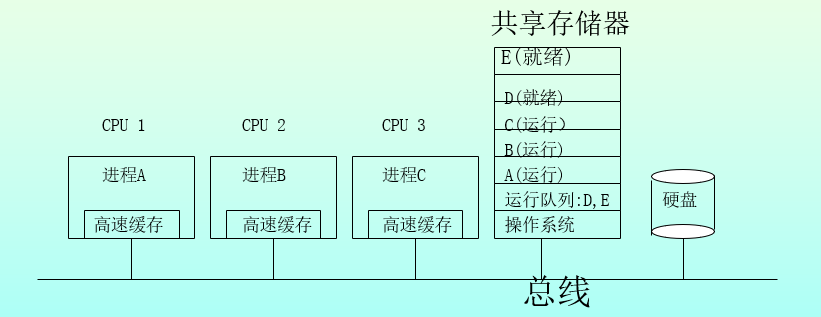 共享存储器
E(就绪)
D(就绪)
CPU 1
CPU 2
CPU 3
C(运行）
B(运行)
进程A
进程B
进程C
A(运行)
运行队列:D,E
硬盘
高速缓存
高速缓存
高速缓存
操作系统
总线